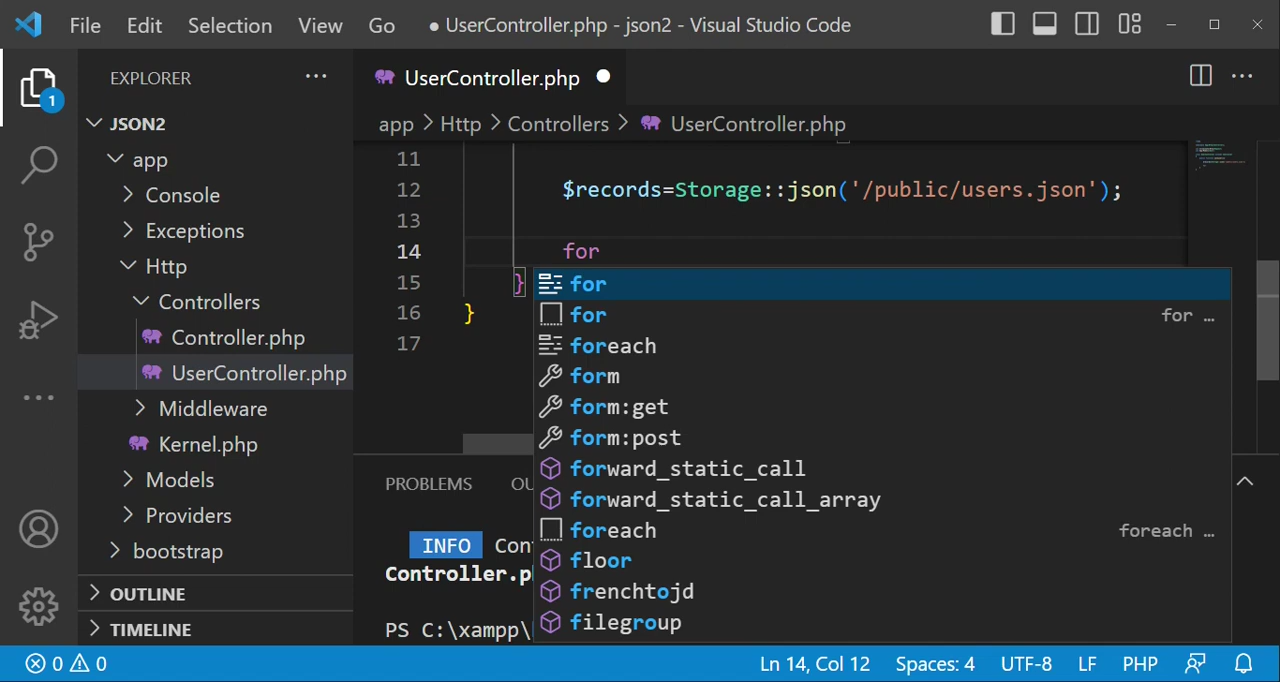 File Edit Selection View Go ● UserController.php - json2 - Visual Studio Code
EXPLORER ...
1
JSON2
app
Console
Exceptions
Http
Controllers
Controller.php
UserController.php
Middleware
Kernel.php
Models
Providers
bootstrap
OUTLINE
TIMELINE
UserController.php ●
app > Http > Controllers > UserController.php
11
12 $records=Storage::json('/public/users.json');
13
14 for
15 }
16 }
17
for
for for …
foreach
form
form:get
form:post
forward_static_call
forward_static_call_array
foreach foreach …
floor
frenchtojd
filegroup
PROBLEMS OU
INFO Con
Controller.p
PS C:\xampp\
0 0 Ln 14, Col 12 Spaces: 4 UTF-8 LF PHP